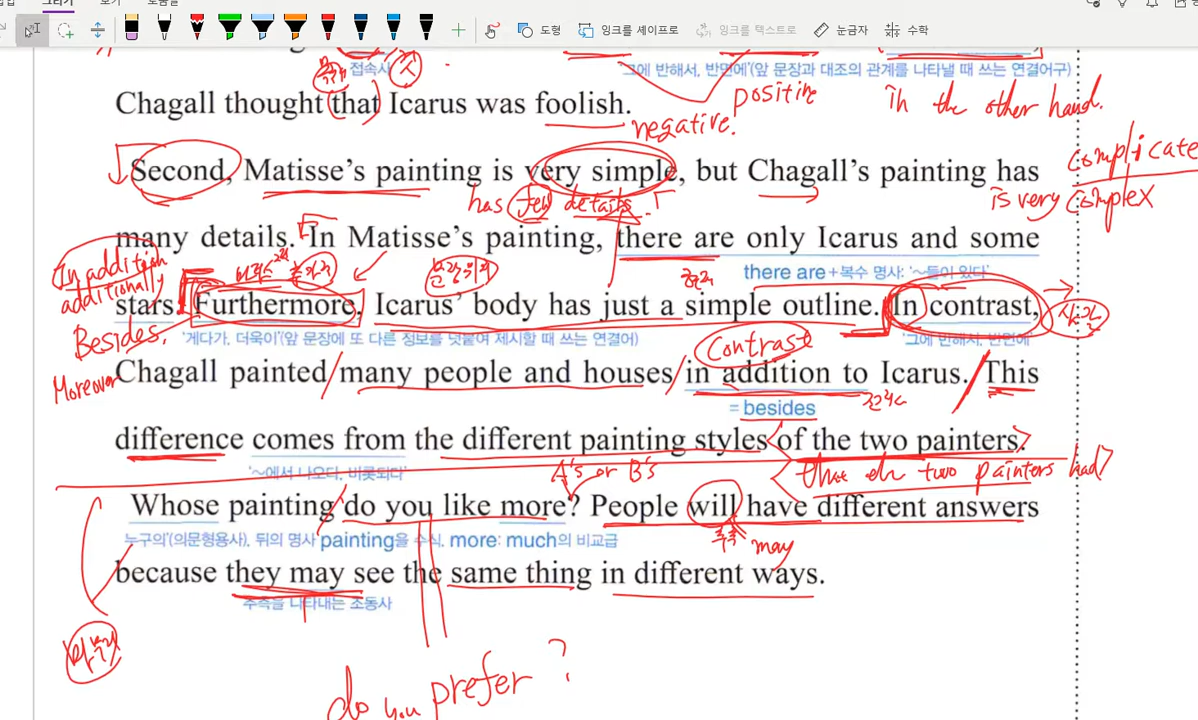 그리기
보기
도움말
도형 잉크를 셰이프로 잉크를 텍스트로 눈금자 수학
접속사
그에 반해서, 반면에'(앞 문장과 대조의 관계를 나타낼 때 쓰는 연결어구)
positive
in the other hand.
Chagall thought that Icarus was foolish.
negative.
Second, Matisse's painting is very simple, but Chagall's painting has
complicate
complex
is very
has few details.
many details. In Matisse's painting, there are only Icarus and some
In addition
additionally
there are+복수 명사: '~들이 있다'
stars. Furthermore, Icarus' body has just a simple outline. In contrast,
Besides,
'게다가, 더욱이'(앞 문장에 또 다른 정보를 덧붙여 제시할 때 쓰는 연결어)
Contrast
'그에 반해서, 반면에'
Moreover
Chagall painted many people and houses in addition to Icarus. This
= besides
전치사
difference comes from the different painting styles of the two painters.
'~에서 나오다, 비롯되다'
A's or B's
two painters had
Whose painting do you like more? People will have different answers
누구의'(의문형용사), 뒤의 명사 painting을 수식
more: much의 비교급
추측
may
because they may see the same thing in different ways.
추측을 나타내는 조동사
do you prefer?